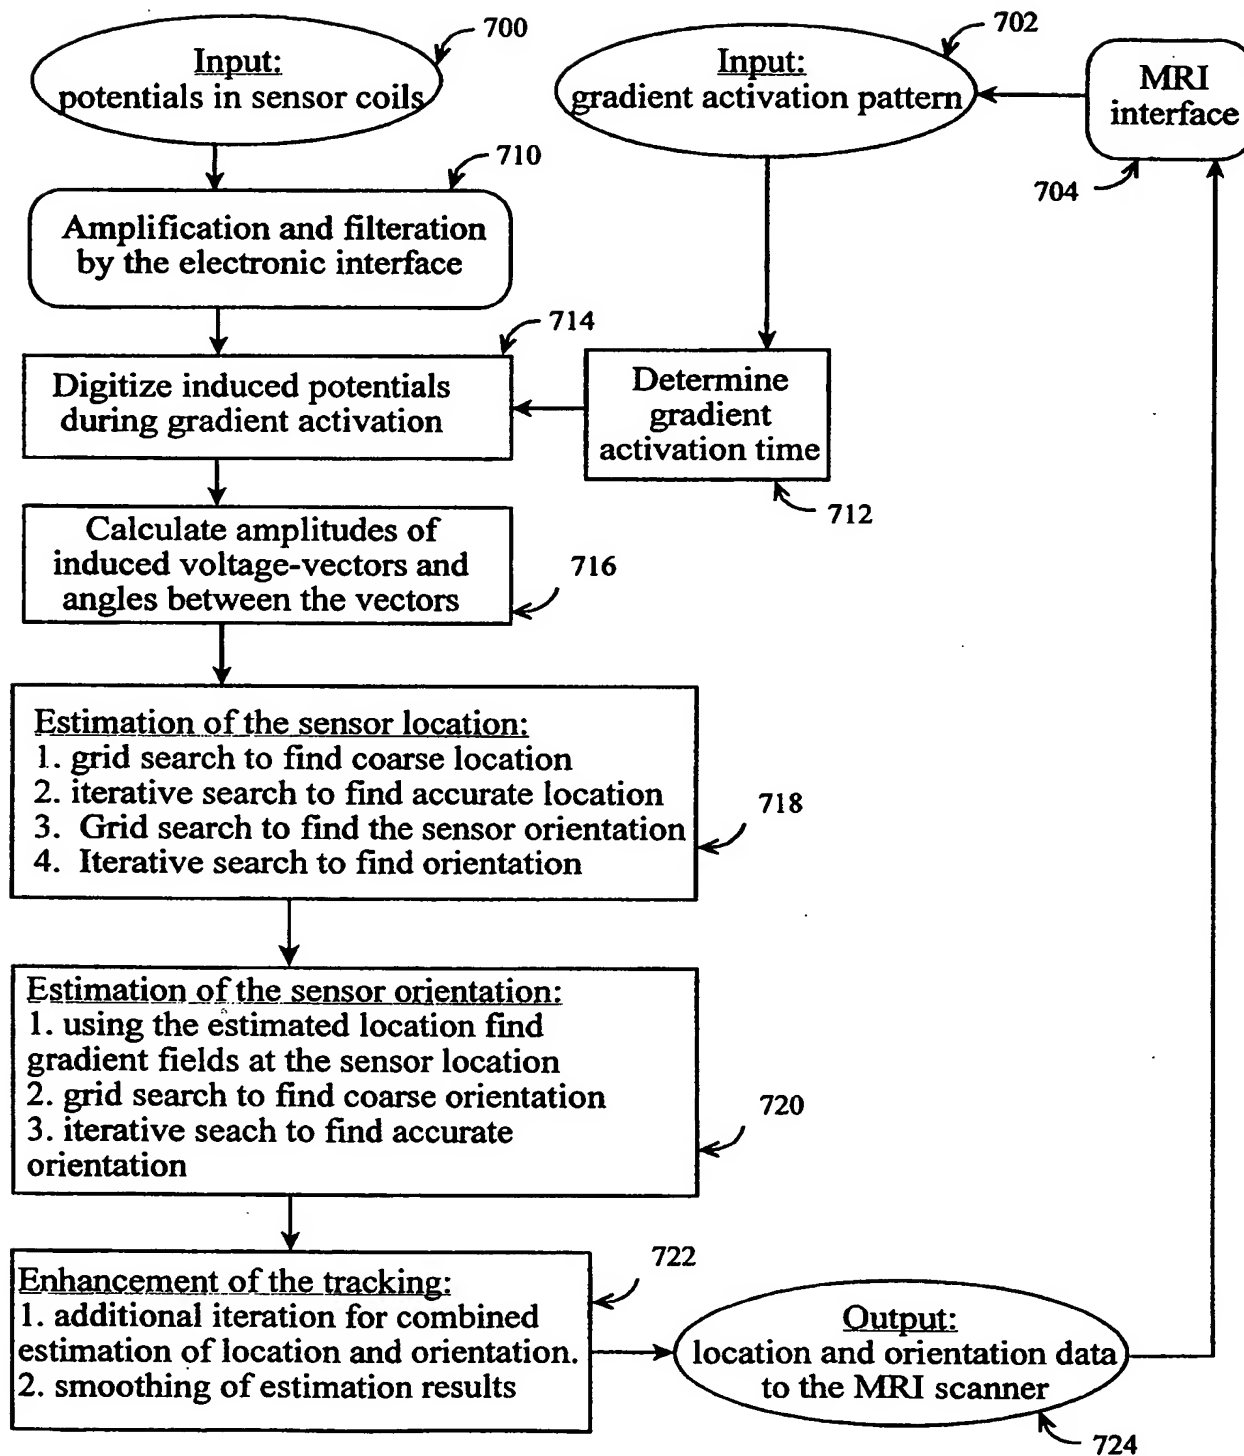 700
Input:
potentials in sensor coils
702
Input:
gradient activation pattern
MRI
interface
704
710
Amplification and filteration
by the electronic interface
714
Digitize induced potentials
during gradient activation
Determine
gradient
activation time
712
Calculate amplitudes of
induced voltage-vectors and
angles between the vectors
716
Estimation of the sensor location:
1. grid search to find coarse location
2. iterative search to find accurate location
3. Grid search to find the sensor orientation
4. Iterative search to find orientation
718
Estimation of the sensor orientation:
1. using the estimated location find
gradient fields at the sensor location
2. grid search to find coarse orientation
3. iterative seach to find accurate
orientation
720
722
Enhancement of the tracking:
1. additional iteration for combined
estimation of location and orientation.
2. smoothing of estimation results
Output:
location and orientation data
to the MRI scanner
724